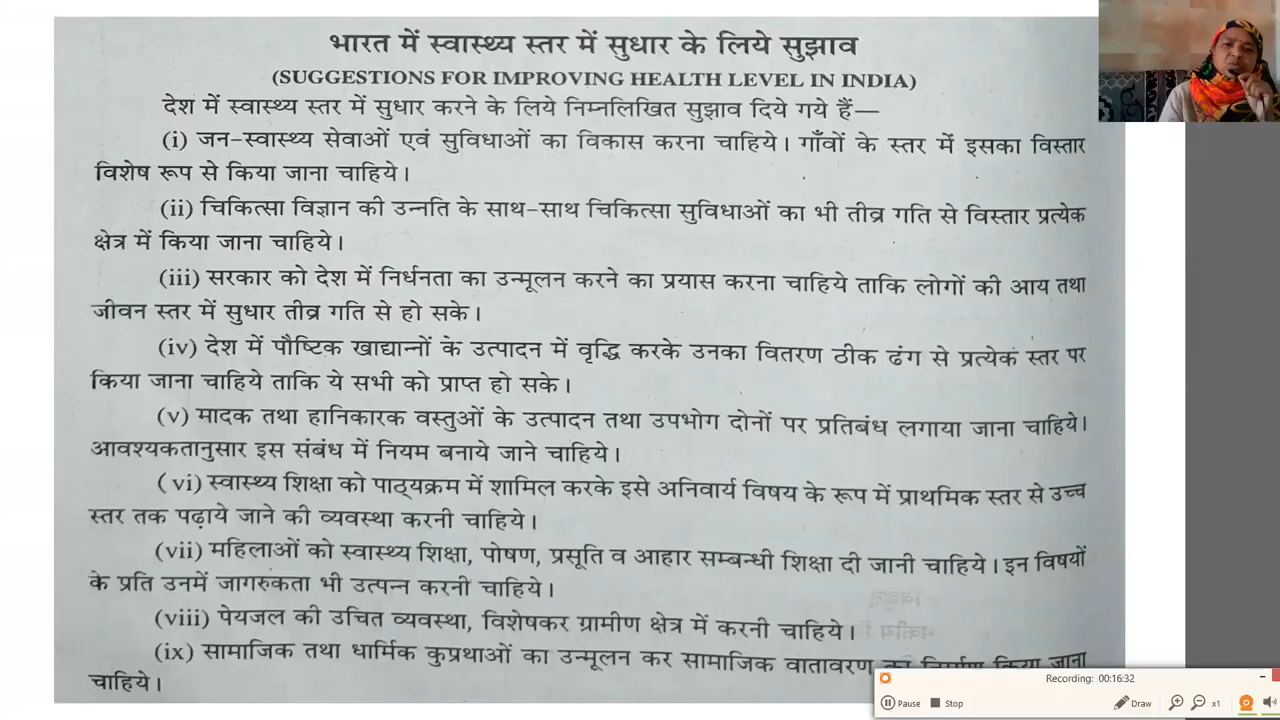 भारत में स्वास्थ्य स्तर में सुधार के लिये सुझाव
(SUGGESTIONS FOR IMPROVING HEALTH LEVEL IN INDIA)
देश में स्वास्थ्य स्तर में सुधार करने के लिये निम्नलिखित सुझाव दिये गये हैं—
(i) जन-स्वास्थ्य सेवाओं एवं सुविधाओं का विकास करना चाहिये। गाँवों के स्तर में इसका विस्तार
विशेष रूप से किया जाना चाहिये।
(ii) चिकित्सा विज्ञान की उन्नति के साथ-साथ चिकित्सा सुविधाओं का भी तीव्र गति से विस्तार प्रत्येक
क्षेत्र में किया जाना चाहिये।
(iii) सरकार को देश में निर्धनता का उन्मूलन करने का प्रयास करना चाहिये ताकि लोगों की आय तथा
जीवन स्तर में सुधार तीव्र गति से हो सके।
(iv) देश में पौष्टिक खाद्यान्नों के उत्पादन में वृद्धि करके उनका वितरण ठीक ढंग से प्रत्येक स्तर पर
किया जाना चाहिये ताकि ये सभी को प्राप्त हो सके।
(v) मादक तथा हानिकारक वस्तुओं के उत्पादन तथा उपभोग दोनों पर प्रतिबंध लगाया जाना चाहिये।
आवश्यकतानुसार इस संबंध में नियम बनाये जाने चाहिये।
(vi) स्वास्थ्य शिक्षा को पाठ्यक्रम में शामिल करके इसे अनिवार्य विषय के रूप में प्राथमिक स्तर से उच्च
स्तर तक पढ़ाये जाने की व्यवस्था करनी चाहिये।
(vii) महिलाओं को स्वास्थ्य शिक्षा, पोषण, प्रसूति व आहार सम्बन्धी शिक्षा दी जानी चाहिये। इन विषयों
के प्रति उनमें जागरुकता भी उत्पन्न करनी चाहिये।
(viii) पेयजल की उचित व्यवस्था, विशेषकर ग्रामीण क्षेत्र में करनी चाहिये।
(ix) सामाजिक तथा धार्मिक कुप्रथाओं का उन्मूलन कर सामाजिक वातावरण का निर्माण किया जाना
चाहिये।
Recording: 00:16:32
Pause Stop Draw x1